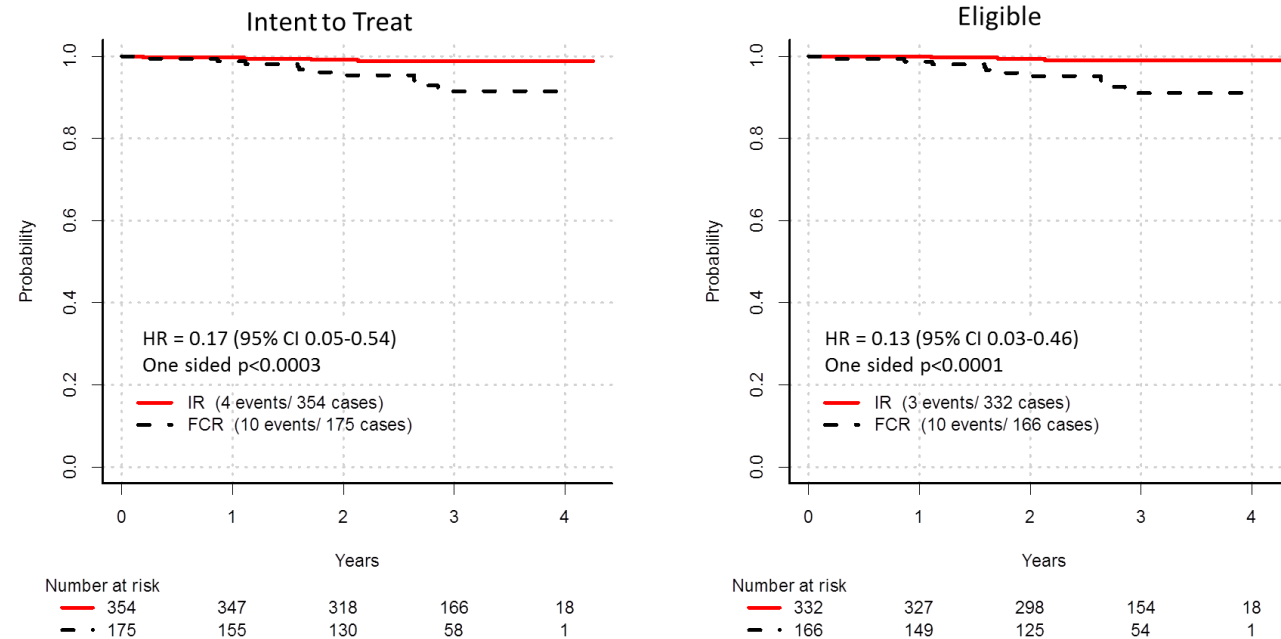 Intent to Treat
Probability
1.0
0.8
0.6
0.4
0.2
0.0
HR = 0.17 (95% CI 0.05-0.54)
One sided p<0.0003
IR (4 events/ 354 cases)
FCR (10 events/ 175 cases)
0 1 2 3 4
Years
Number at risk
354 347 318 166 18
175 155 130 58 1
Eligible
Probability
1.0
0.8
0.6
0.4
0.2
0.0
HR = 0.13 (95% CI 0.03-0.46)
One sided p<0.0001
IR (3 events/ 332 cases)
FCR (10 events/ 166 cases)
0 1 2 3 4
Years
Number at risk
332 327 298 154 18
166 149 125 54 1